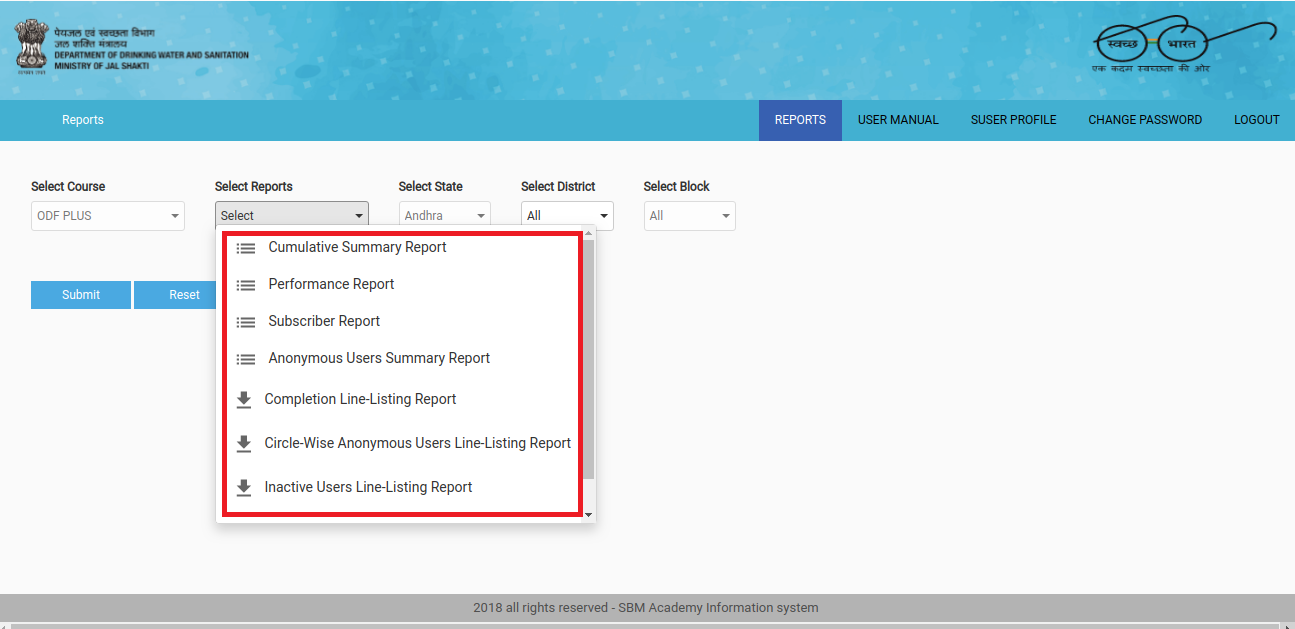 पेयजल एवं स्वच्छता विभाग
जल शक्ति मंत्रालय
DEPARTMENT OF DRINKING WATER AND SANITATION
MINISTRY OF JAL SHAKTI
सत्यमेव जयते
स्वच्छ भारत
एक कदम स्वच्छता की ओर
Reports
REPORTS USER MANUAL SUSER PROFILE CHANGE PASSWORD LOGOUT
Select Course Select Reports Select State Select District Select Block
ODF PLUS Select Andhra All All
Cumulative Summary Report
Performance Report
Submit Reset
Subscriber Report
Anonymous Users Summary Report
Completion Line-Listing Report
Circle-Wise Anonymous Users Line-Listing Report
Inactive Users Line-Listing Report
2018 all rights reserved - SBM Academy Information system